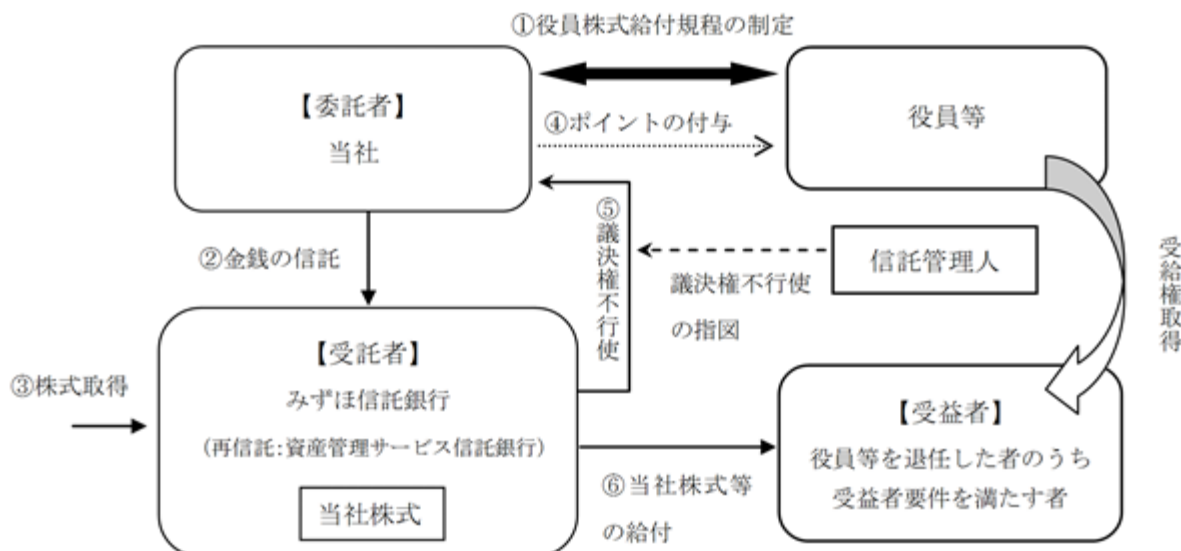 ①役員株式給付規程の制定
【委託者】
当社
④ポイントの付与
役員等
②金銭の信託
⑤議決権不行使
議決権不行使
の指図
信託管理人
受給権取得
③株式取得
【受託者】
みずほ信託銀行
(再信託:資産管理サービス信託銀行)
当社株式
⑥当社株式等
の給付
【受益者】
役員等を退任した者のうち
受益者要件を満たす者